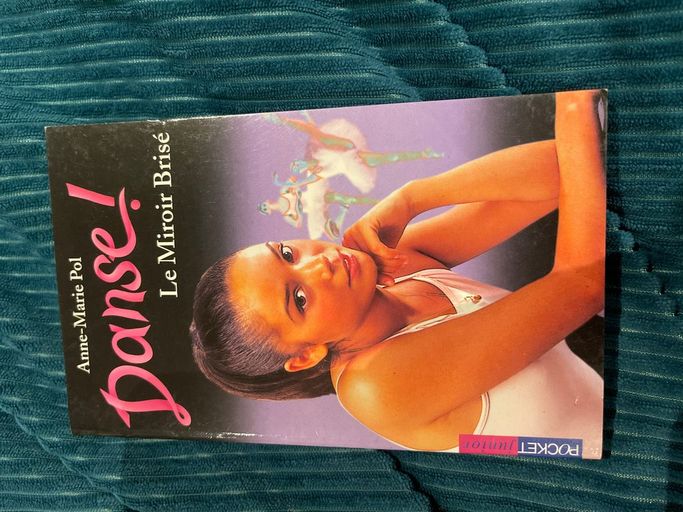 Anne-Marie Pol
Danse!
Le Miroir Brisé
POCKET
junior